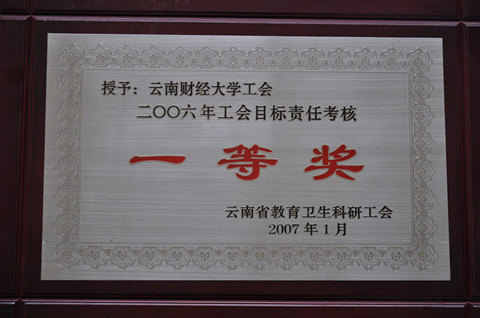 授予：云南财经大学工会
二〇〇六年工会目标责任考核
一等奖
云南省教育卫生科研工会
2007年1月